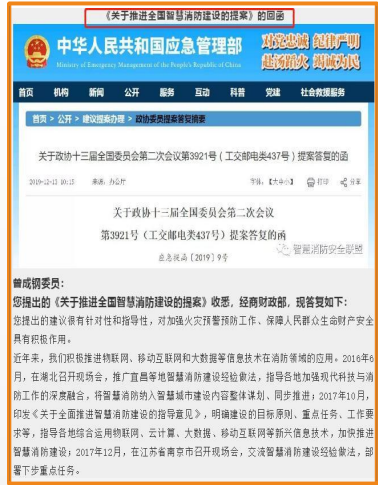 《关于推进全国智慧消防建设的提案》的回函
中华人民共和国应急管理部
Ministry of Emergency Management of the People's Republic of China
对党忠诚 纪律严明
赴汤蹈火 竭诚为民
首页 机构 新闻 公开 服务 互动 科普 党建 社会救援服务
首页 > 公开 > 建议提案办理 > 政协委员提案答复摘要
关于政协十三届全国委员会第二次会议第3921号(工交邮电类437号)提案答复的函
2019-12-13 10:15 来源:办公厅 字体:【大 中 小】 打印 分享
关于政协十三届全国委员会第二次会议
第3921号(工交邮电类437号)提案答复的函
应急提函〔2019〕9号
智慧消防安全联盟
曾成钢委员:
您提出的《关于推进全国智慧消防建设的提案》收悉,经商财政部,现答复如下:
您提出的建议很有针对性和指导性,对加强火灾预警预防工作、保障人民群众生命财产安全
具有积极作用。
近年来,我们积极推进物联网、移动互联网和大数据等信息技术在消防领域的应用。2016年6
月,在湖北召开现场会,推广宜昌等地智慧消防建设经验做法,指导各地加强现代科技与消
防工作的深度融合,将智慧消防纳入智慧城市建设内容整体谋划、同步推进;2017年10月,
印发《关于全面推进智慧消防建设的指导意见》,明确建设的目标原则、重点任务、工作要
求等,指导各地综合运用物联网、云计算、大数据、移动互联网等新兴信息技术,加快推进
智慧消防建设;2017年12月,在江苏省南京市召开现场会,交流智慧消防建设经验做法,部
署下步重点任务。